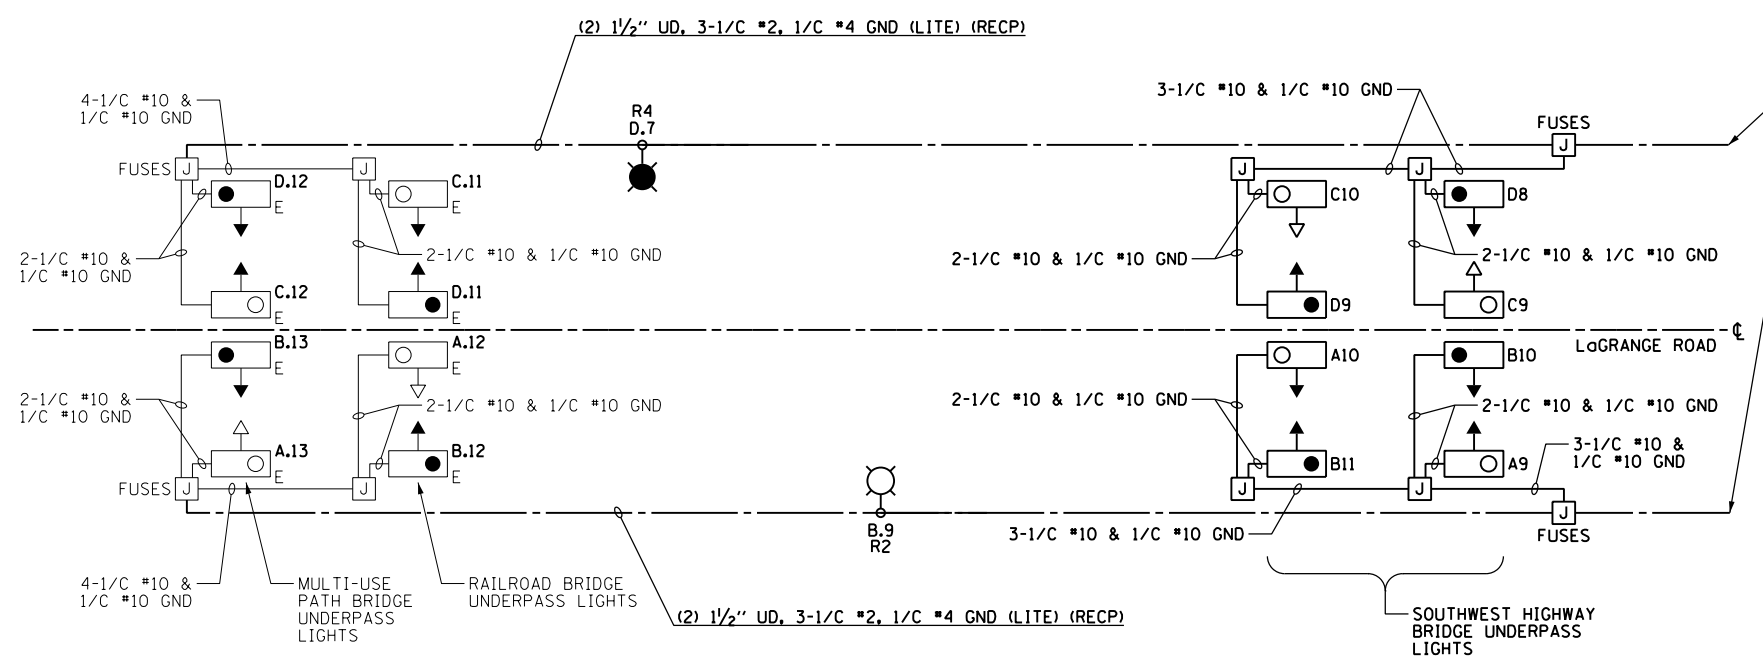 (2) 1½" UD, 3-1/C #2, 1/C #4 GND (LITE) (RECP)
4-1/C #10 &
1/C #10 GND
R4
D.7
3-1/C #10 & 1/C #10 GND
FUSES
J
FUSES
J
J
J
J
D.12
E
C.11
E
C10
D8
2-1/C #10 &
1/C #10 GND
2-1/C #10 & 1/C #10 GND
2-1/C #10 & 1/C #10 GND
2-1/C #10 & 1/C #10 GND
C.12
E
D.11
E
D9
C9
℄
LaGRANGE ROAD
B.13
E
A.12
E
A10
B10
2-1/C #10 &
1/C #10 GND
2-1/C #10 & 1/C #10 GND
2-1/C #10 & 1/C #10 GND
2-1/C #10 & 1/C #10 GND
A.13
E
B.12
E
B11
A9
3-1/C #10 &
1/C #10 GND
FUSES
J
J
J
J
J
FUSES
B.9
R2
3-1/C #10 & 1/C #10 GND
4-1/C #10 &
1/C #10 GND
MULTI-USE
PATH BRIDGE
UNDERPASS
LIGHTS
RAILROAD BRIDGE
UNDERPASS LIGHTS
(2) 1½" UD, 3-1/C #2, 1/C #4 GND (LITE) (RECP)
SOUTHWEST HIGHWAY
BRIDGE UNDERPASS
LIGHTS